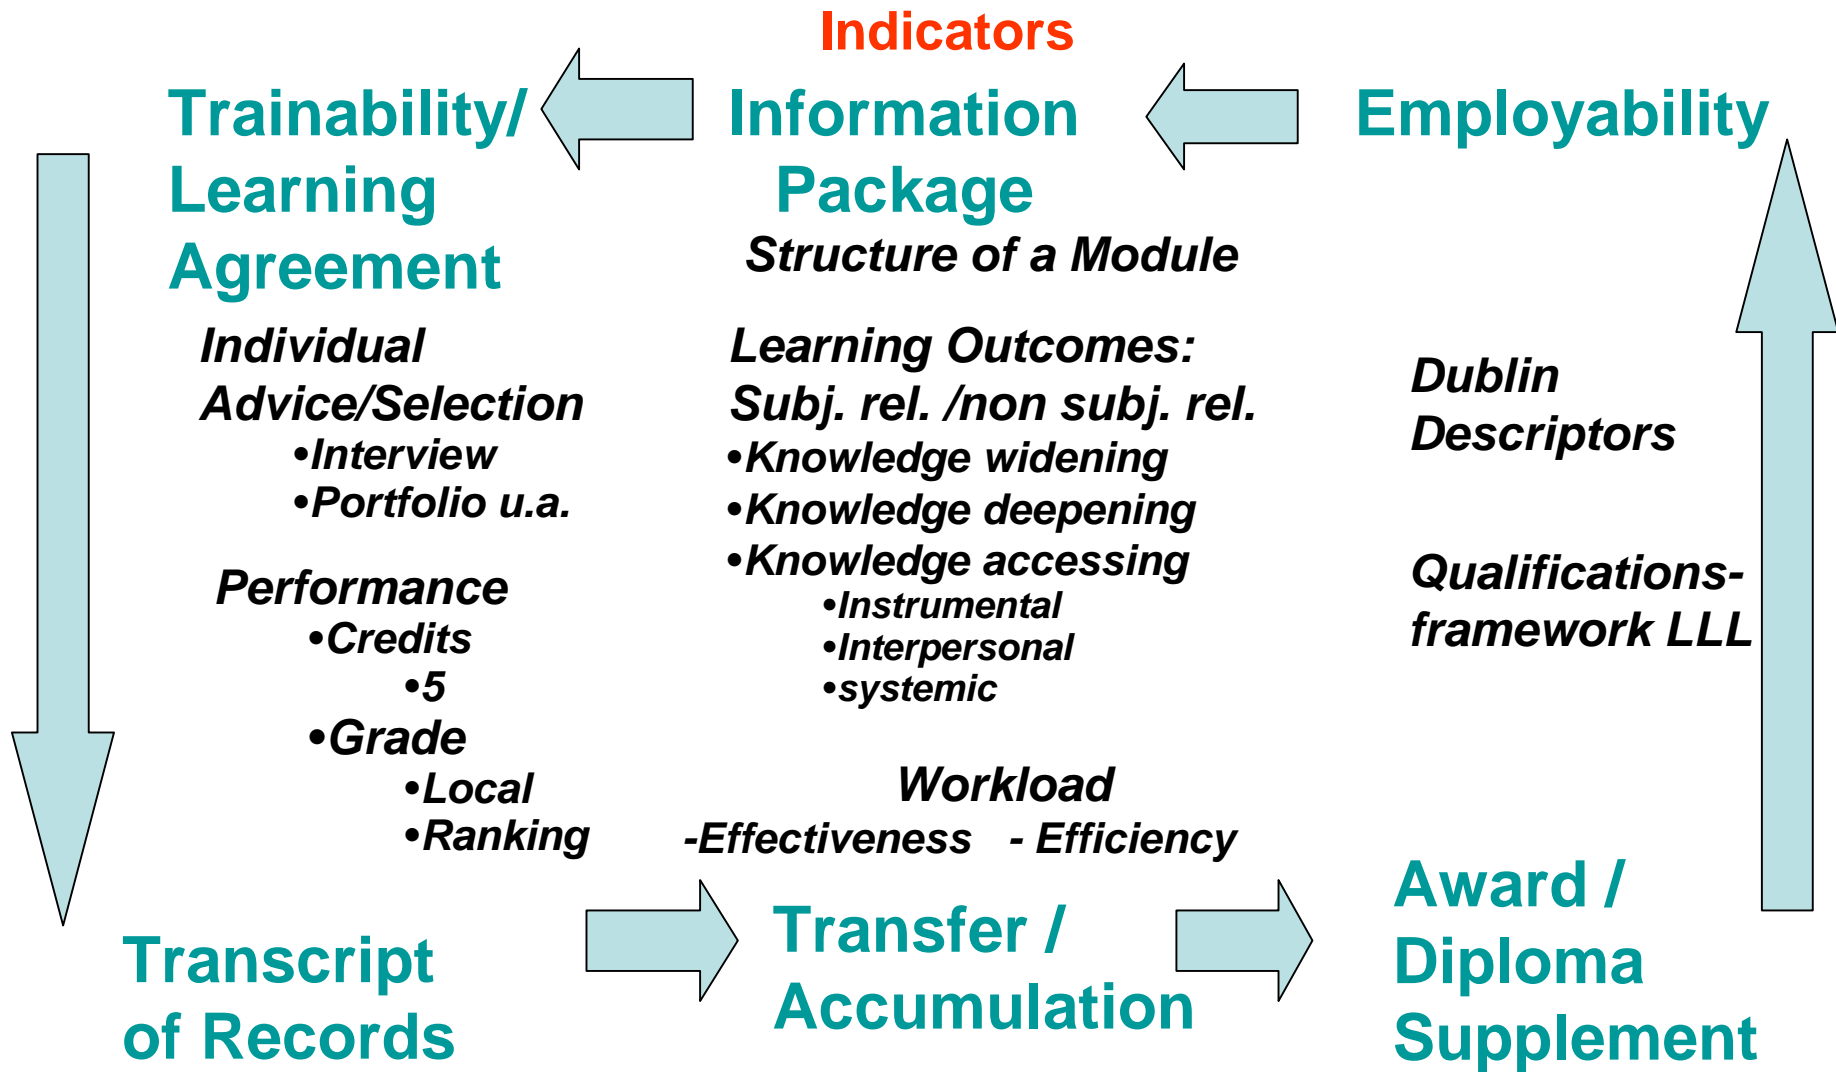 Indicators
Trainability/
Learning
Agreement
Individual
Advice/Selection
•Interview
•Portfolio u.a.
Performance
•Credits
•5
•Grade
•Local
•Ranking
Transcript
of Records
Information
Package
Structure of a Module
Learning Outcomes:
Subj. rel. /non subj. rel.
•Knowledge widening
•Knowledge deepening
•Knowledge accessing
•Instrumental
•Interpersonal
•systemic
Workload
-Effectiveness - Efficiency
Transfer /
Accumulation
Employability
Dublin
Descriptors
Qualifications-
framework LLL
Award /
Diploma
Supplement